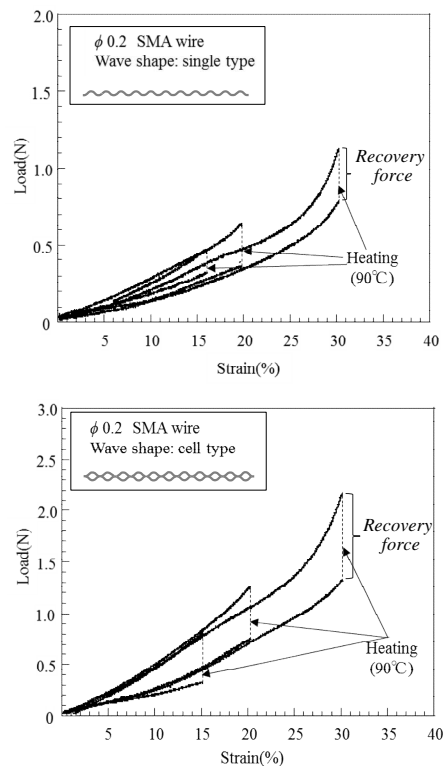 2.0
ϕ 0.2 SMA wire
Wave shape: single type
1.5
Load(N)
1.0
Recovery
force
0.5
Heating
(90℃)
0
5 10 15 20 25 30 35 40
Strain(%)
3.0
ϕ 0.2 SMA wire
Wave shape: cell type
2.5
2.0
Load(N)
Recovery
force
1.5
1.0
Heating
(90℃)
0.5
0
5 10 15 20 25 30 35 40
Strain(%)